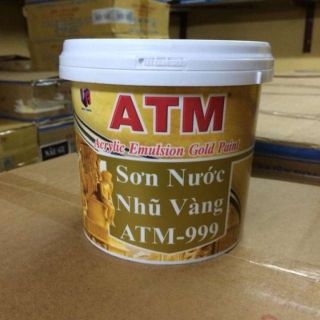 ATM
Acrylic Emulsion Gold Paint
Sơn Nước
Nhũ Vàng
ATM-999